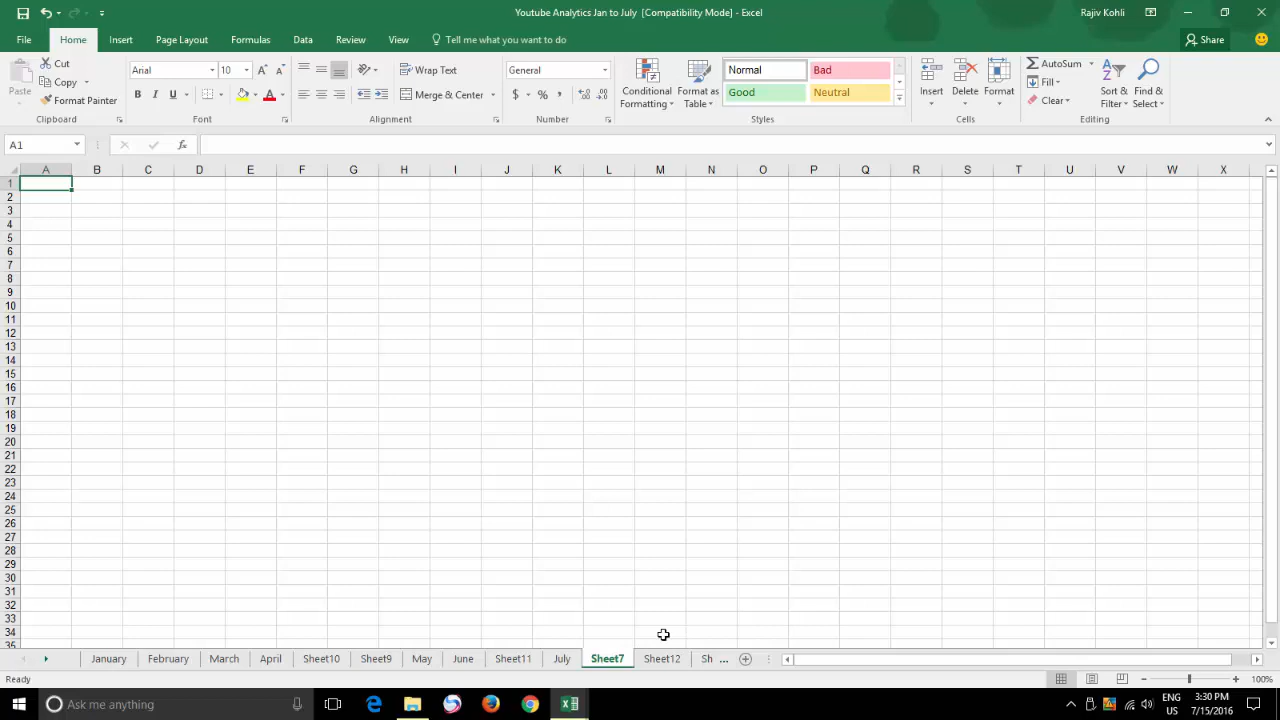 Youtube Analytics Jan to July [Compatibility Mode] - Excel
Rajiv Kohli
File Home Insert Page Layout Formulas Data Review View Tell me what you want to do
Share
Paste
Cut
Copy
Format Painter
Clipboard
Arial 10
A A
B I U A
Font
Wrap Text
Merge & Center
Alignment
General
$ % ,
Number
Conditional Formatting
Format as Table
Normal Bad
Good Neutral
Styles
Insert Delete Format
Cells
AutoSum
Fill
Clear
Sort & Filter
Find & Select
Editing
A1 fx
A B C D E F G H I J K L M N O P Q R S T U V W X
1
2
3
4
5
6
7
8
9
10
11
12
13
14
15
16
17
18
19
20
21
22
23
24
25
26
27
28
29
30
31
32
33
34
35
January February March April Sheet10 Sheet9 May June Sheet11 July Sheet7 Sheet12 Sh ...
Ready
100%
Ask me anything
ENG
US
3:30 PM
7/15/2016